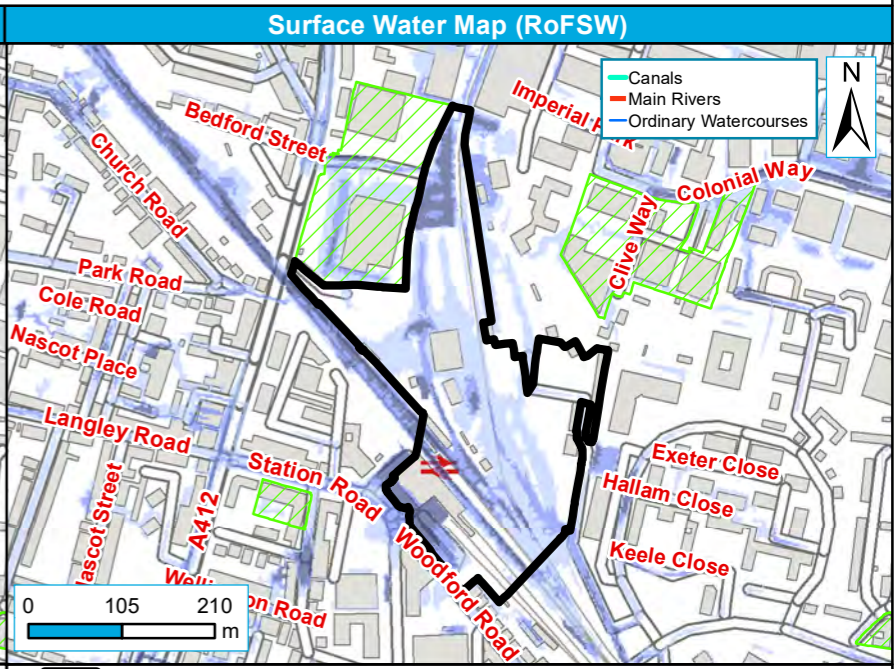 Surface Water Map (RoFSW)
Canals
Main Rivers
Ordinary Watercourses
N
Imperial
Bedford Street
Church Road
Colonial Way
Clive Way
Park Road
Cole Road
Nascot Place
Langley Road
Station Road
Exeter Close
Hallam Close
Keele Close
A412
Woodford Road
0 105 210
m